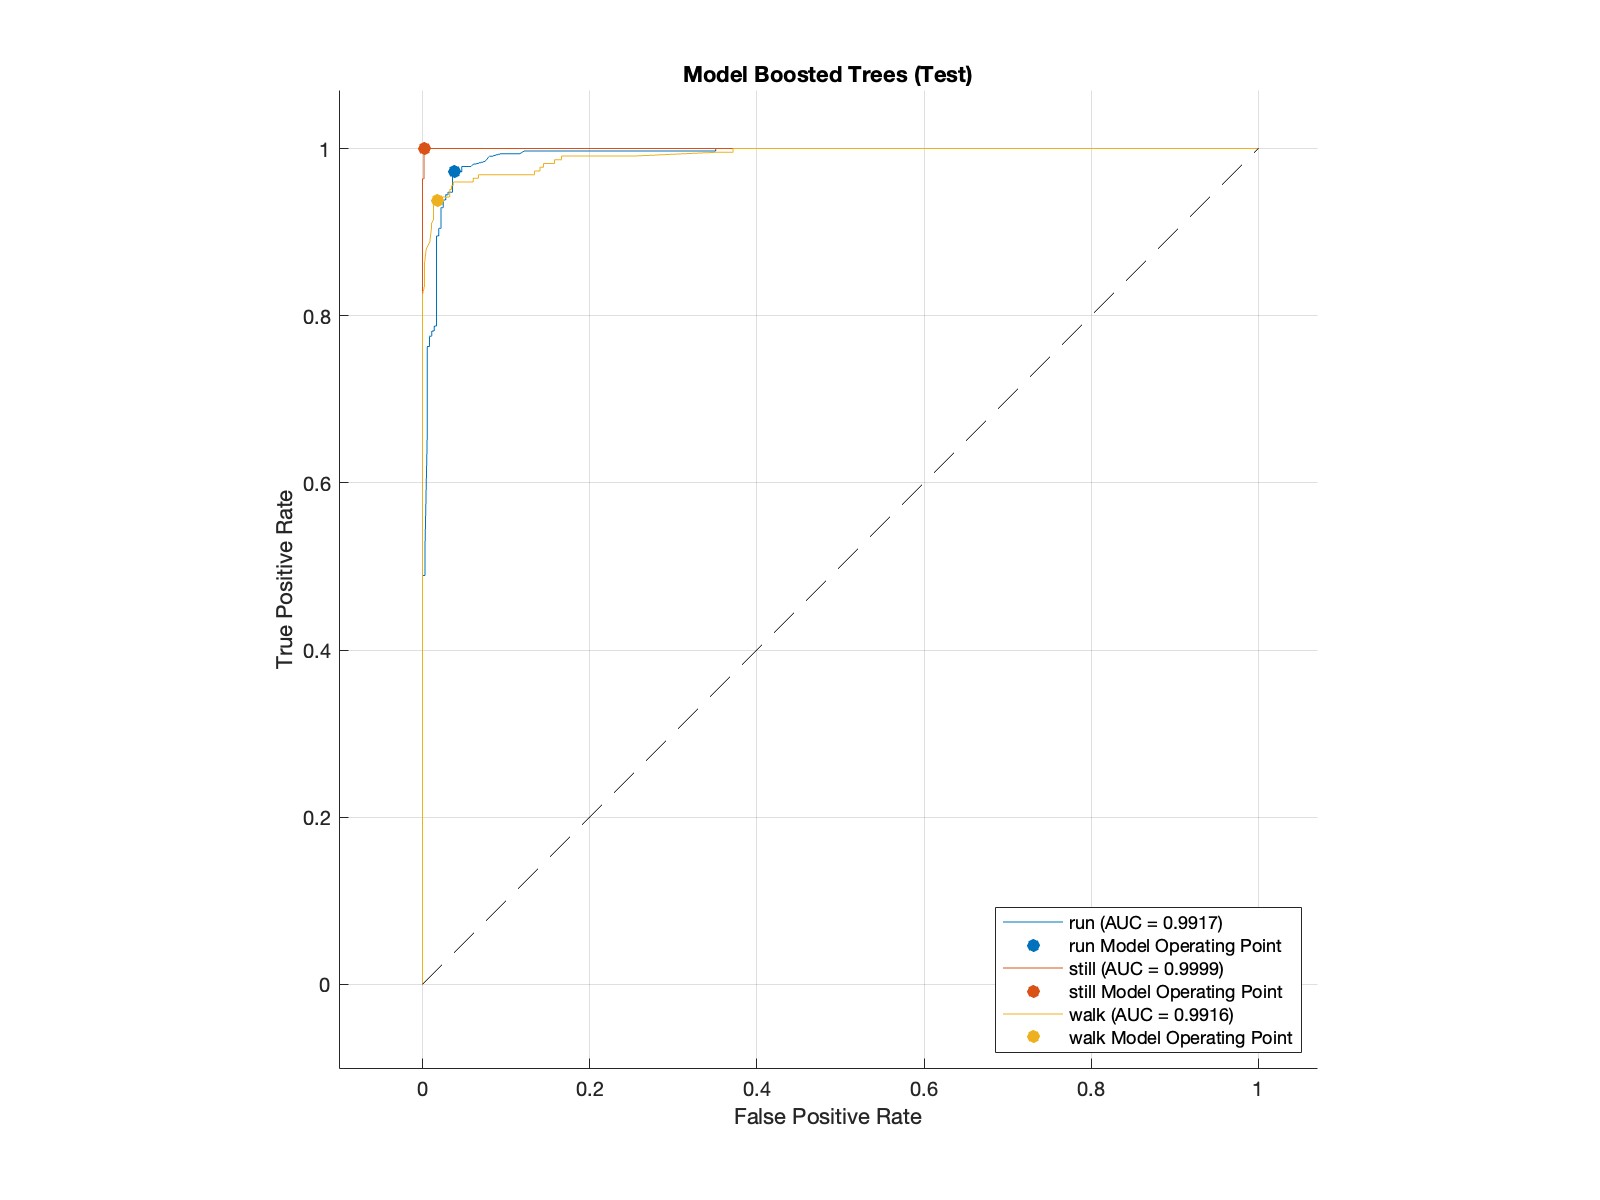 Model Boosted Trees (Test)
1
0.8
0.6
0.4
0.2
0
True Positive Rate
0
0.2
0.4
0.6
0.8
1
False Positive Rate
run (AUC = 0.9917)
run Model Operating Point
still (AUC = 0.9999)
still Model Operating Point
walk (AUC = 0.9916)
walk Model Operating Point